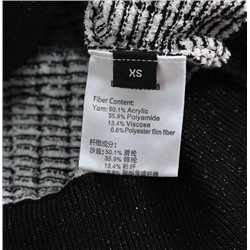 XS
Fiber Content:
Yarn: 50.1% Acrylic
35.9% Polyamide
13.4% Viscose
0.6% Polyester film fiber
纤维成分:
纱线: 50.1% 腈纶
35.9% 锦纶
13.4% 粘纤